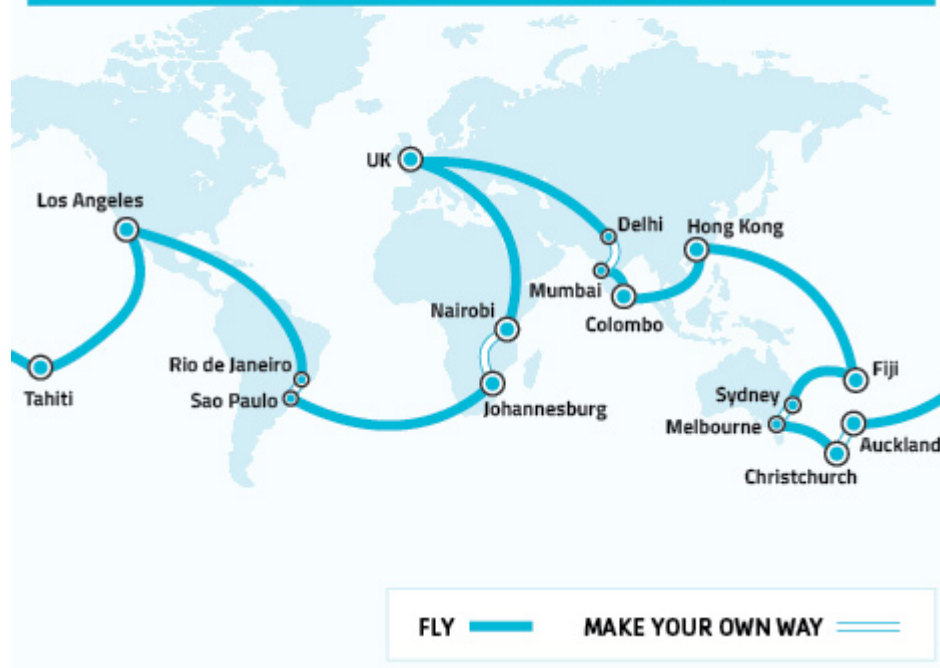 UK
Los Angeles
Delhi
Hong Kong
Mumbai
Nairobi
Colombo
Rio de Janeiro
Fiji
Tahiti
Sao Paulo
Johannesburg
Sydney
Melbourne
Auckland
Christchurch
FLY
MAKE YOUR OWN WAY